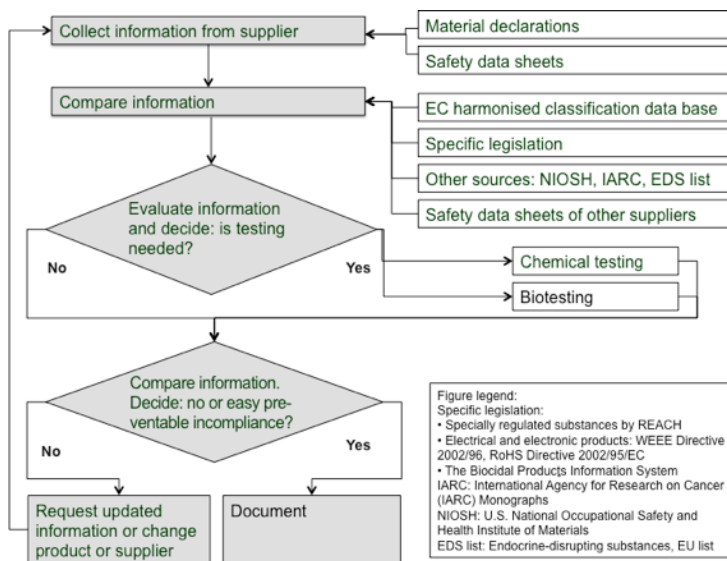 Collect information from supplier
Material declarations
Safety data sheets
Compare information
EC harmonised classification data base
Specific legislation
Other sources: NIOSH, IARC, EDS list
Safety data sheets of other suppliers
Evaluate information
and decide: is testing
needed?
No
Yes
Chemical testing
Biotesting
Compare information.
Decide: no or easy pre-
ventable incompliance?
No
Yes
Request updated
information or change
product or supplier
Document
Figure legend:
Specific legislation:
• Specially regulated substances by REACH
• Electrical and electronic products: WEEE Directive
2002/96, RoHS Directive 2002/95/EC
• The Biocidal Products Information System
IARC: International Agency for Research on Cancer
(IARC) Monographs
NIOSH: U.S. National Occupational Safety and
Health Institute of Materials
EDS list: Endocrine-disrupting substances, EU list